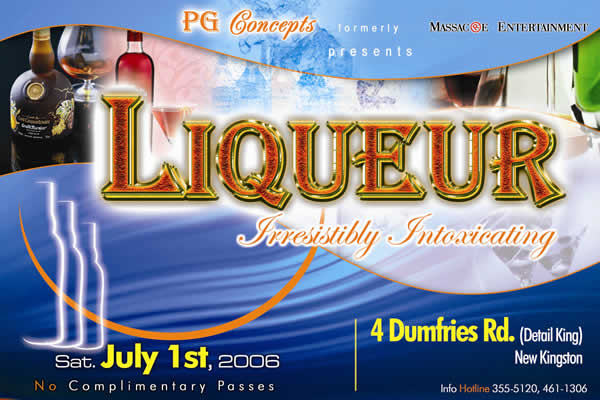 PG Concepts formerly Massac®e Entertainment
presents
Liqueur
Irresistibly Intoxicating
Sat. July 1st, 2006
No Complimentary Passes
4 Dumfries Rd. (Detail King)
New Kingston
Info Hotline 355-5120, 461-1306